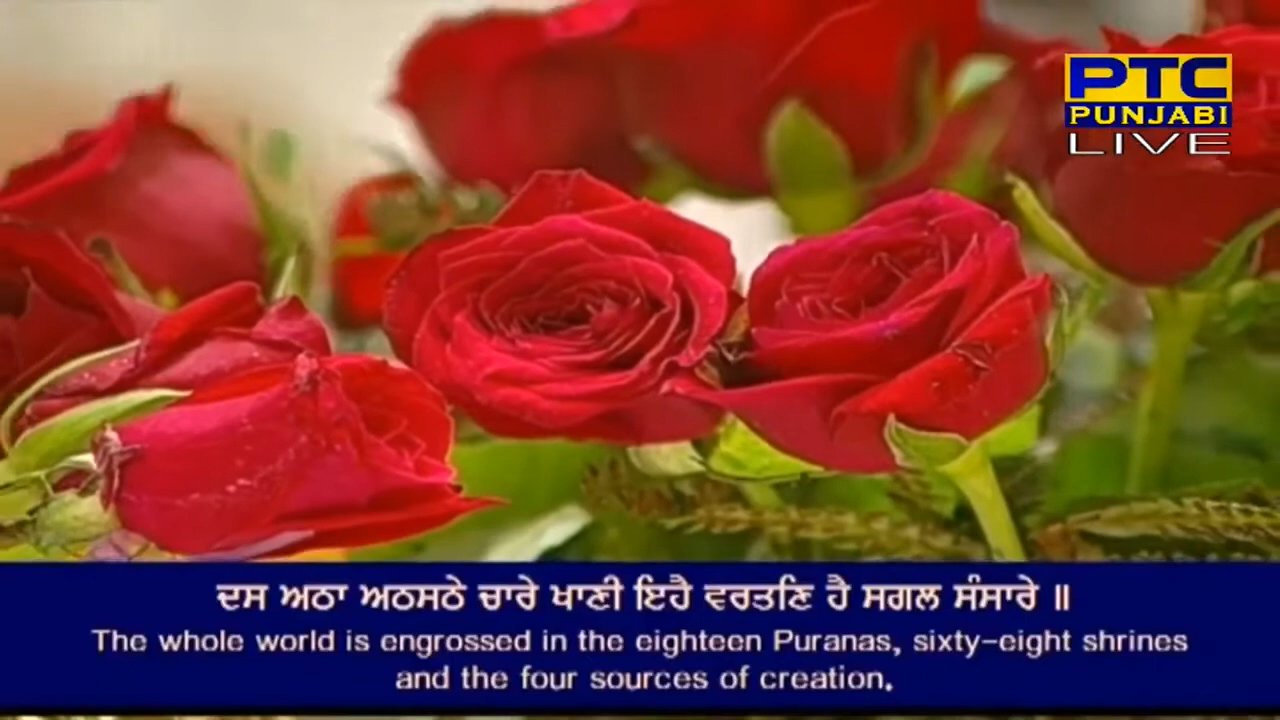 PTC
PUNJABI
LIVE
ਦਸ ਅਠਾ ਅਠਸਠੇ ਚਾਰੇ ਖਾਣੀ ਇਹੈ ਵਰਤਣਿ ਹੈ ਸਗਲ ਸੰਸਾਰੇ ॥
The whole world is engrossed in the eighteen Puranas, sixty-eight shrines
and the four sources of creation.